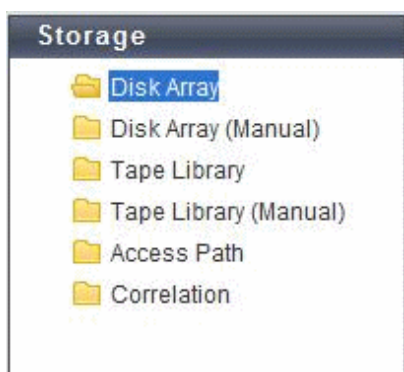 Storage
Disk Array
Disk Array (Manual)
Tape Library
Tape Library (Manual)
Access Path
Correlation